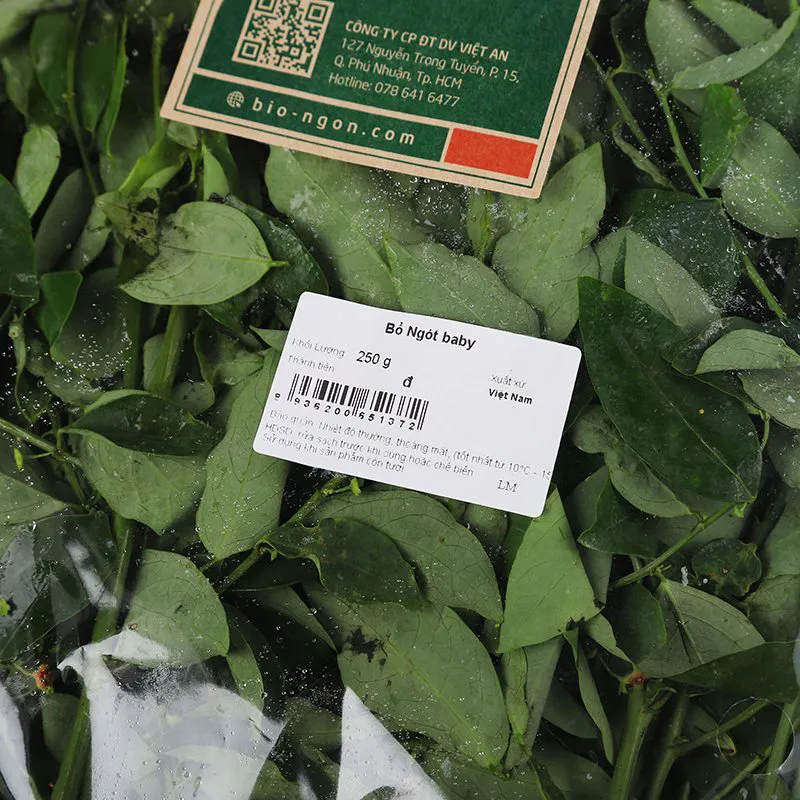 CÔNG TY CP ĐT DV VIỆT AN
127 Nguyễn Trọng Tuyển, P. 15,
Q. Phú Nhuận, Tp. HCM
Hotline: 078 641 6477
bio-ngon.com
Bồ Ngót baby
Khối Lượng: 250 g
Thành tiền đ
Xuất xứ
Việt Nam
8 936200 651372
Bảo quản: Nhiệt độ thường, thoáng mát, (tốt nhất từ 10°C - 15
HDSD: rửa sạch trước khi dùng hoặc chế biến
Sử dụng khi sản phẩm còn tươi
LM